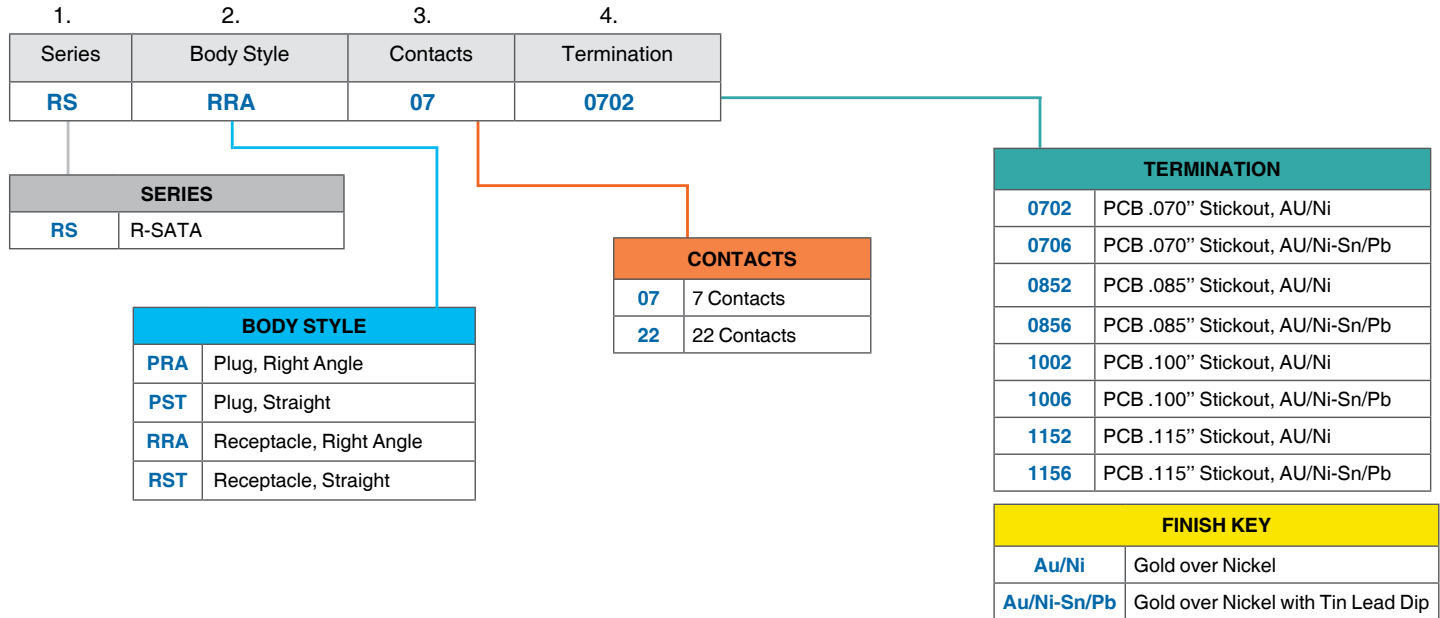 1. 2. 3. 4.
Series Body Style Contacts Termination
RS RRA 07 0702
SERIES
RS R-SATA
BODY STYLE
PRA Plug, Right Angle
PST Plug, Straight
RRA Receptacle, Right Angle
RST Receptacle, Straight
CONTACTS
07 7 Contacts
22 22 Contacts
TERMINATION
0702 PCB .070’’ Stickout, AU/Ni
0706 PCB .070’’ Stickout, AU/Ni-Sn/Pb
0852 PCB .085’’ Stickout, AU/Ni
0856 PCB .085’’ Stickout, AU/Ni-Sn/Pb
1002 PCB .100’’ Stickout, AU/Ni
1006 PCB .100’’ Stickout, AU/Ni-Sn/Pb
1152 PCB .115’’ Stickout, AU/Ni
1156 PCB .115’’ Stickout, AU/Ni-Sn/Pb
FINISH KEY
Au/Ni Gold over Nickel
Au/Ni-Sn/Pb Gold over Nickel with Tin Lead Dip